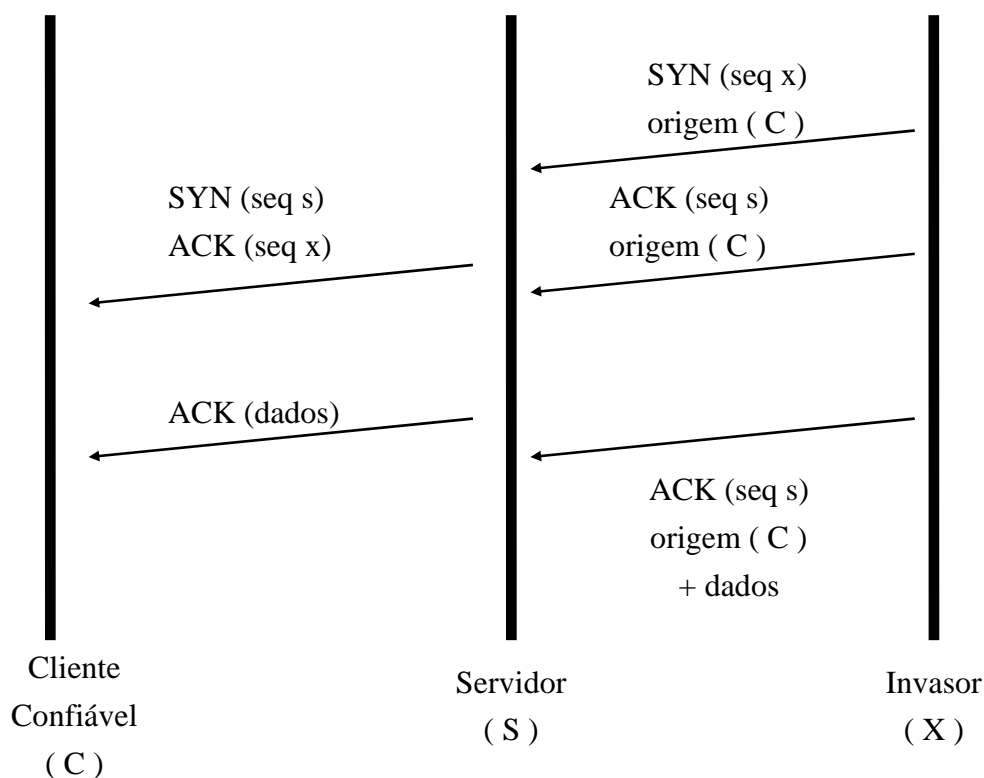 SYN (seq x)
origem ( C )
SYN (seq s)
ACK (seq x)
ACK (seq s)
origem ( C )
ACK (dados)
ACK (seq s)
origem ( C )
+ dados
Cliente
Confiável
( C )
Servidor
( S )
Invasor
( X )